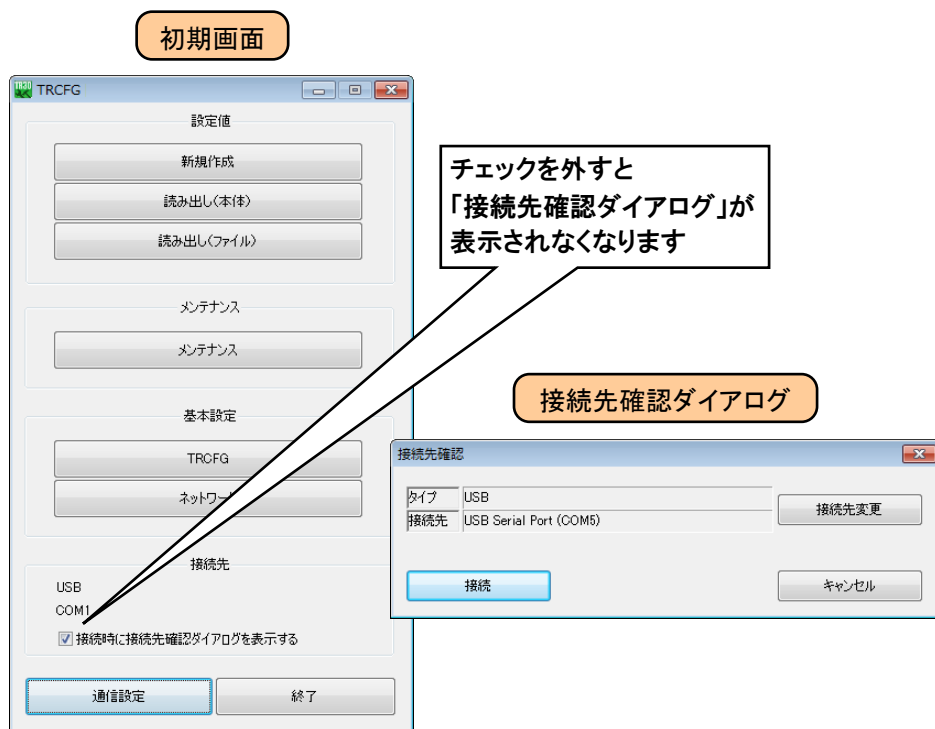 初期画面
TRCFG
設定値
新規作成
読み出し(本体)
読み出し(ファイル)
メンテナンス
メンテナンス
基本設定
TRCFG
ネットワー
接続先
USB
COM1
接続時に接続先確認ダイアログを表示する
通信設定
終了
チェックを外すと
「接続先確認ダイアログ」が
表示されなくなります
接続先確認ダイアログ
接続先確認
タイプ USB
接続先 USB Serial Port (COM5)
接続先変更
接続
キャンセル